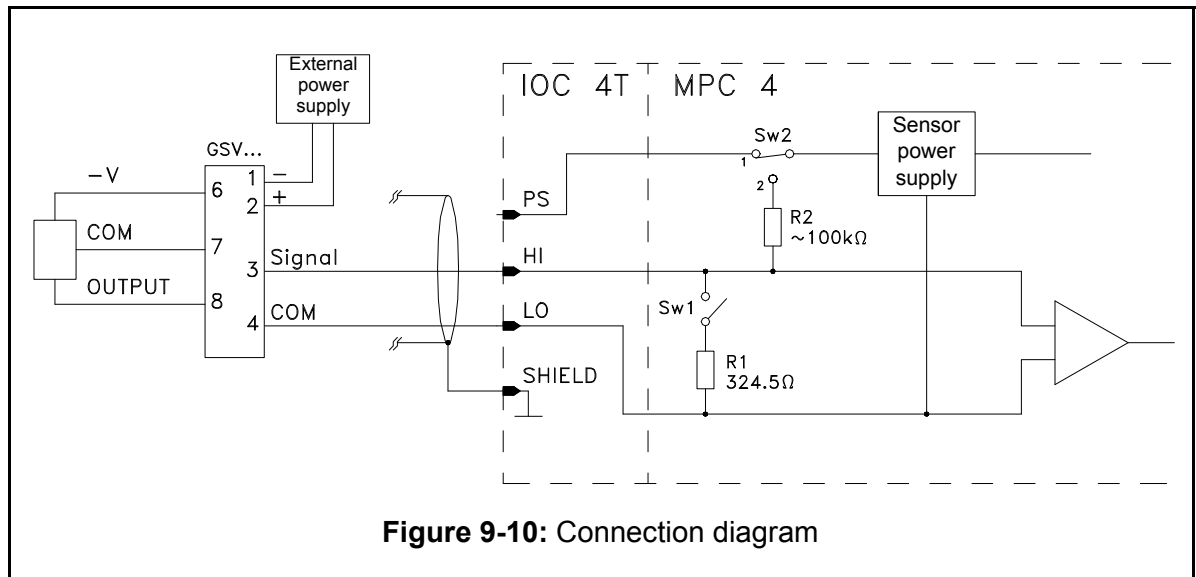 External
power
supply
IOC 4T
MPC 4
Sensor
power
supply
Sw2
1
2
GSV...
−V
6
1
−
2
+
PS
R2
~100kΩ
COM
7
3
Signal
HI
OUTPUT
8
4
COM
LO
Sw1
R1
324.5Ω
SHIELD
Figure 9-10: Connection diagram